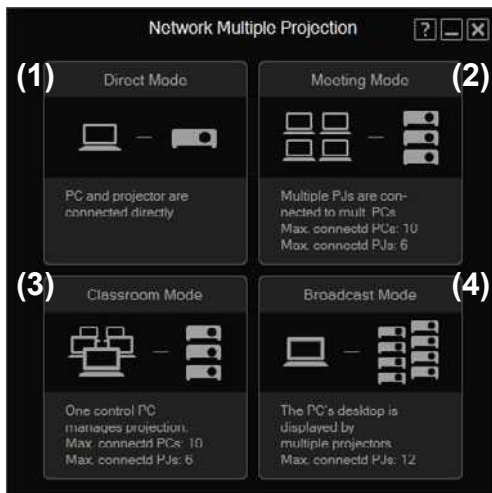 Network Multiple Projection ? _ X
(1) Direct Mode
PC and projector are
connected directly
(2) Meeting Mode
Multiple PJs are con-
nected to mult. PCs
Max. connectd PCs: 10
Max. connectd PJs: 6
(3) Classroom Mode
One control PC
manages projection.
Max. connectd PCs: 10
Max. connectd PJs: 6
(4) Broadcast Mode
The PC's desktop is
displayed by
multiple projectors
Max. connectd PJs: 12